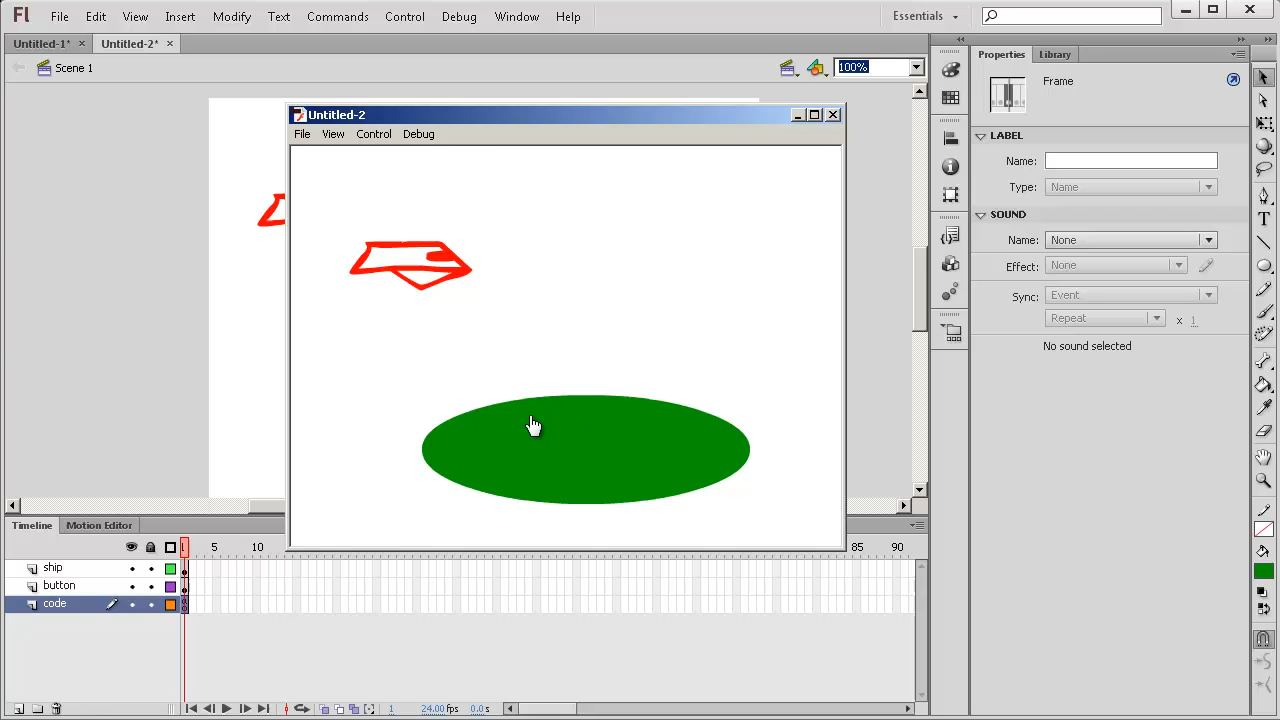 Fl File Edit View Insert Modify Text Commands Control Debug Window Help Essentials
Untitled-1* × Untitled-2* ×
Scene 1 100%
Properties Library
Frame
LABEL
Name:
Type: Name
SOUND
Name: None
Effect: None
Sync: Event
Repeat x 1
No sound selected
Untitled-2
File View Control Debug
Timeline Motion Editor
1 5 10 85 90
ship
button
code
1 24.00 fps 0.0 s